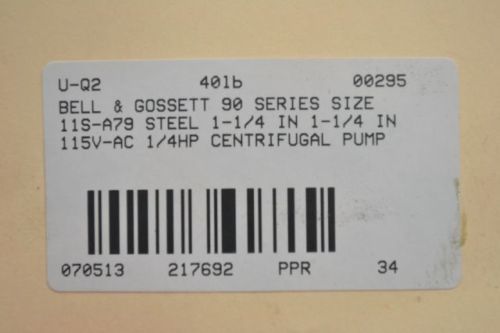 U-Q2 40lb 00295
BELL & GOSSETT 90 SERIES SIZE
11S-A79 STEEL 1-1/4 IN 1-1/4 IN
115V-AC 1/4HP CENTRIFUGAL PUMP
070513 217692 PPR 34